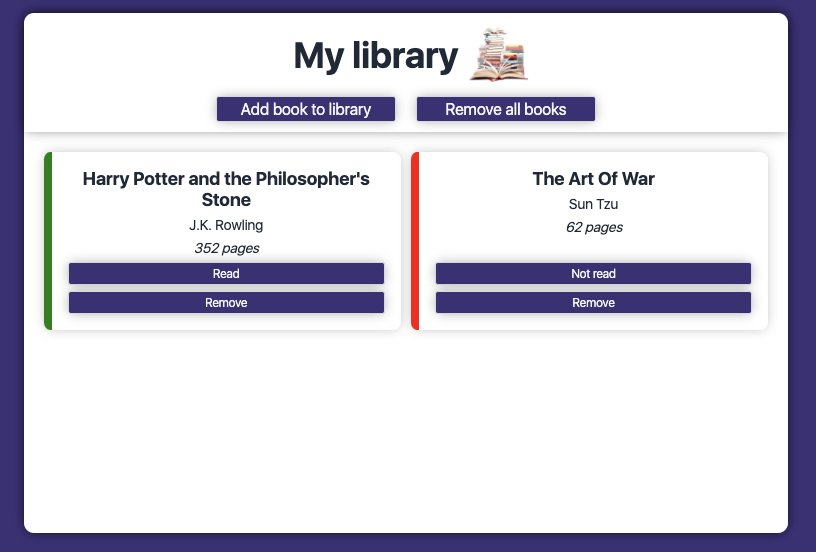 My library
Add book to library
Remove all books
Harry Potter and the Philosopher's
Stone
J.K. Rowling
352 pages
Read
Remove
The Art Of War
Sun Tzu
62 pages
Not read
Remove